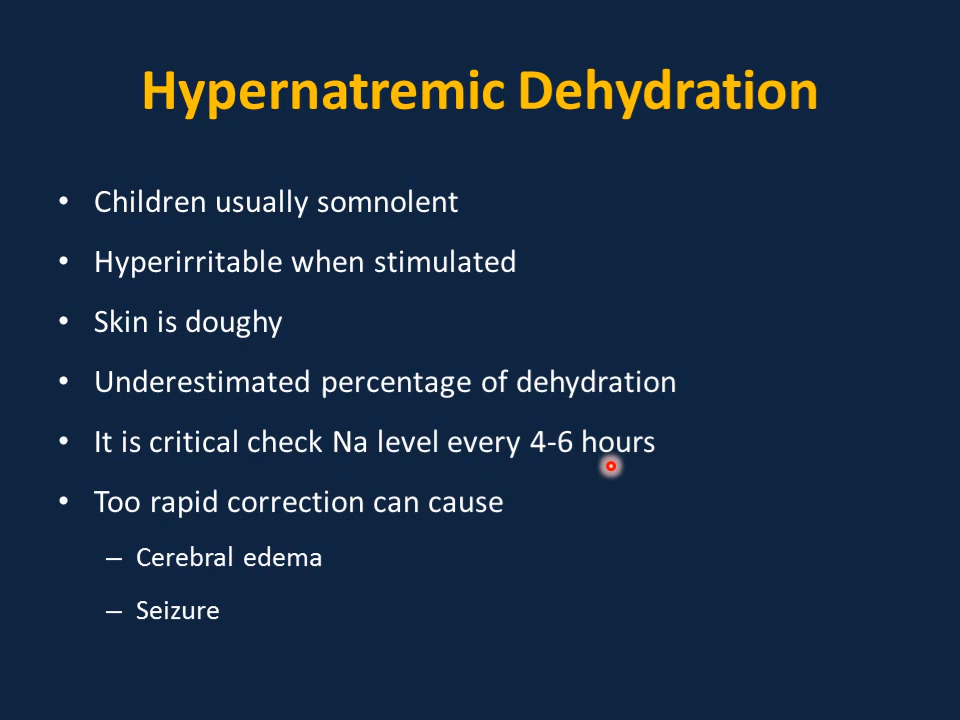 Hypernatremic Dehydration
• Children usually somnolent
• Hyperirritable when stimulated
• Skin is doughy
• Underestimated percentage of dehydration
• It is critical check Na level every 4-6 hours
• Too rapid correction can cause
– Cerebral edema
– Seizure